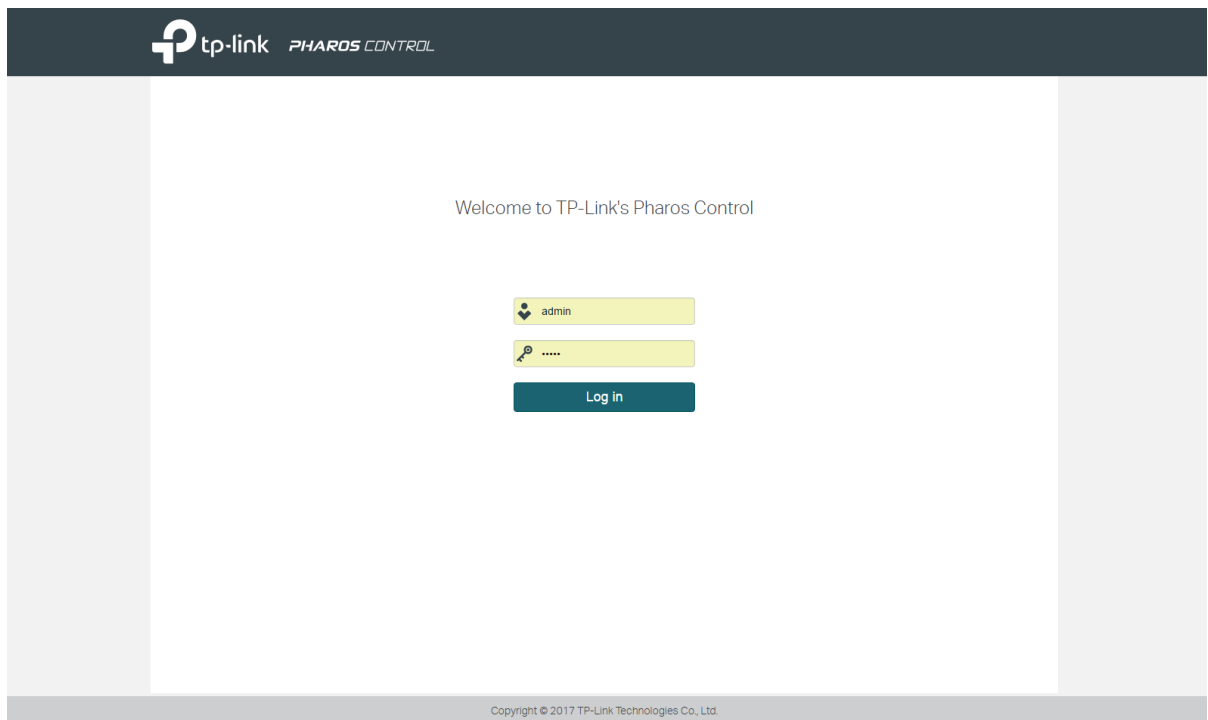 tp-link PHAROS CONTROL
Welcome to TP-Link's Pharos Control
admin
•••••
Log in
Copyright © 2017 TP-Link Technologies Co., Ltd.